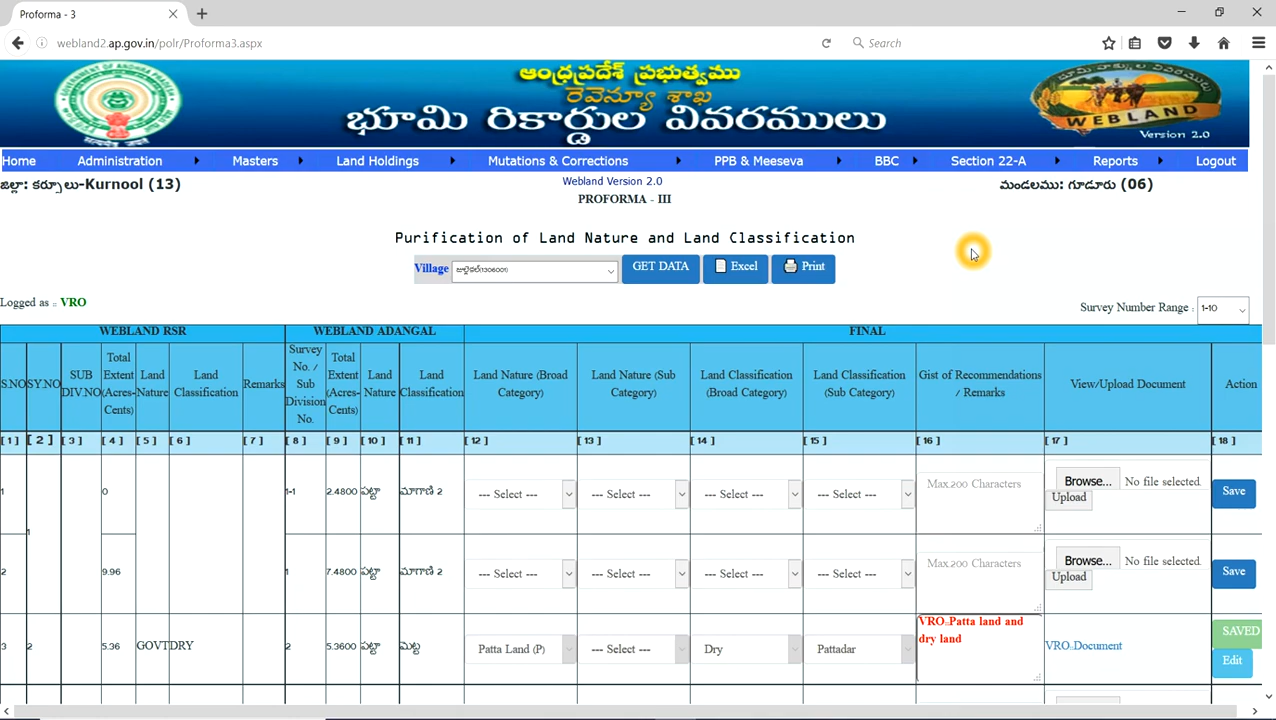 Proforma - 3
webland2.ap.gov.in/polr/Proforma3.aspx
Search
ఆంధ్రప్రదేశ్ ప్రభుత్వము
రెవెన్యూ శాఖ
భూమి రికార్డుల వివరములు
WEBLAND
Version 2.0
Home Administration Masters Land Holdings Mutations & Corrections PPB & Meeseva BBC Section 22-A Reports Logout
జిల్లా: కర్నూలు-Kurnool (13)
Webland Version 2.0
మండలము: గూడూరు (06)
PROFORMA - III
Purification of Land Nature and Land Classification
Village జూలైకల్(1306001) GET DATA Excel Print
Logged as :: VRO
Survey Number Range : 1-10
WEBLAND RSR WEBLAND ADANGAL FINAL
S.NO SY.NO SUB DIV.NO Total Extent (Acres-Cents) Land Nature Land Classification Remarks Survey No. / Sub Division No. Total Extent (Acres-Cents) Land Nature Land Classification Land Nature (Broad Category) Land Nature (Sub Category) Land Classification (Broad Category) Land Classification (Sub Category) Gist of Recommendations / Remarks View/Upload Document Action
[ 1 ] [ 2 ] [ 3 ] [ 4 ] [ 5 ] [ 6 ] [ 7 ] [ 8 ] [ 9 ] [ 10 ] [ 11 ] [ 12 ] [ 13 ] [ 14 ] [ 15 ] [ 16 ] [ 17 ] [ 18 ]
1 0 1-1 2.4800 పట్టా మాగాణి 2 --- Select --- --- Select --- --- Select --- --- Select --- Max.200 Characters Browse... No file selected. Upload Save
1
2 9.96 1 7.4800 పట్టా మాగాణి 2 --- Select --- --- Select --- --- Select --- --- Select --- Max.200 Characters Browse... No file selected. Upload Save
3 2 5.36 GOVT DRY 2 5.3600 పట్టా మెట్ట Patta Land (P) --- Select --- Dry Pattadar VRO::Patta land and dry land VRO::Document SAVED Edit